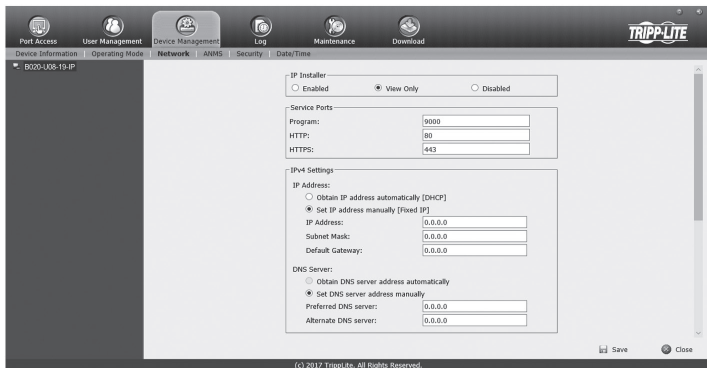 Port Access User Management Device Management Log Maintenance Download
TRIPP-LITE
Device Information Operating Mode Network ANMS Security Date/Time
B020-U08-19-IP
IP Installer
Enabled View Only Disabled
Service Ports
Program: 9000
HTTP: 80
HTTPS: 443
IPv4 Settings
IP Address:
Obtain IP address automatically [DHCP]
Set IP address manually [Fixed IP]
IP Address: 0.0.0.0
Subnet Mask: 0.0.0.0
Default Gateway: 0.0.0.0
DNS Server:
Obtain DNS server address automatically
Set DNS server address manually
Preferred DNS server: 0.0.0.0
Alternate DNS server: 0.0.0.0
Save Close
(c) 2017 TrippLite. All Rights Reserved.